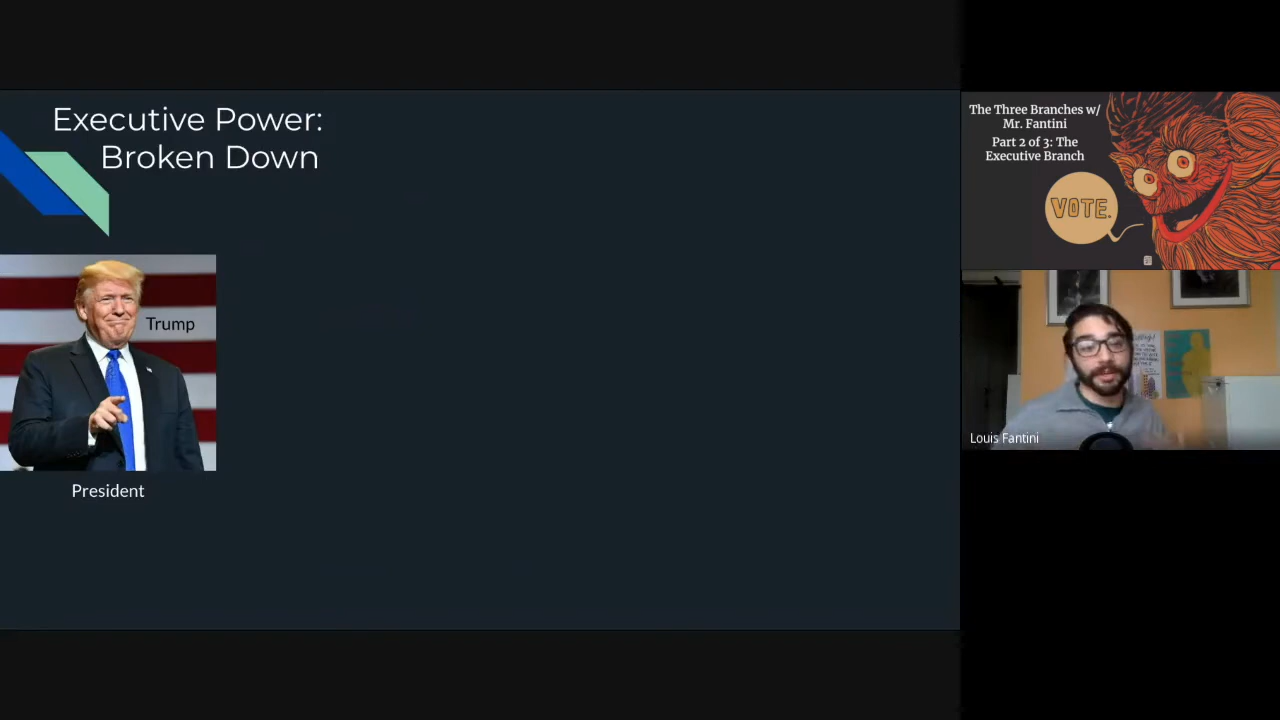 Executive Power:
Broken Down
Trump
President
The Three Branches w/
Mr. Fantini
Part 2 of 3: The
Executive Branch
VOTE.
Louis Fantini